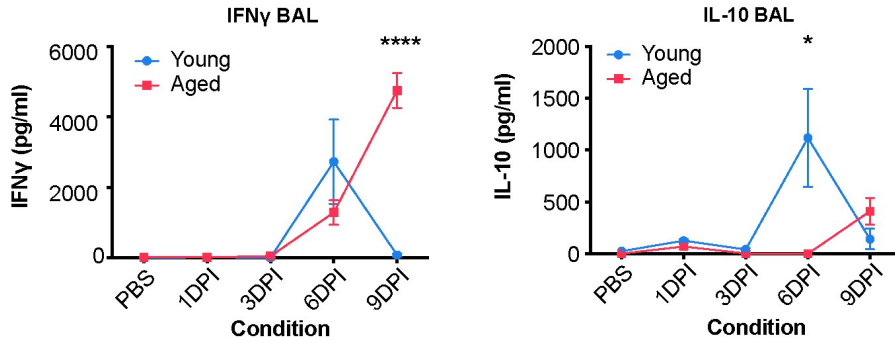 IFNγ BAL
IFNγ (pg/ml)
6000
4000
2000
0
Young
Aged
****
PBS
1DPI
3DPI
6DPI
9DPI
Condition
IL-10 BAL
IL-10 (pg/ml)
2000
1500
1000
500
0
Young
Aged
*
PBS
1DPI
3DPI
6DPI
9DPI
Condition